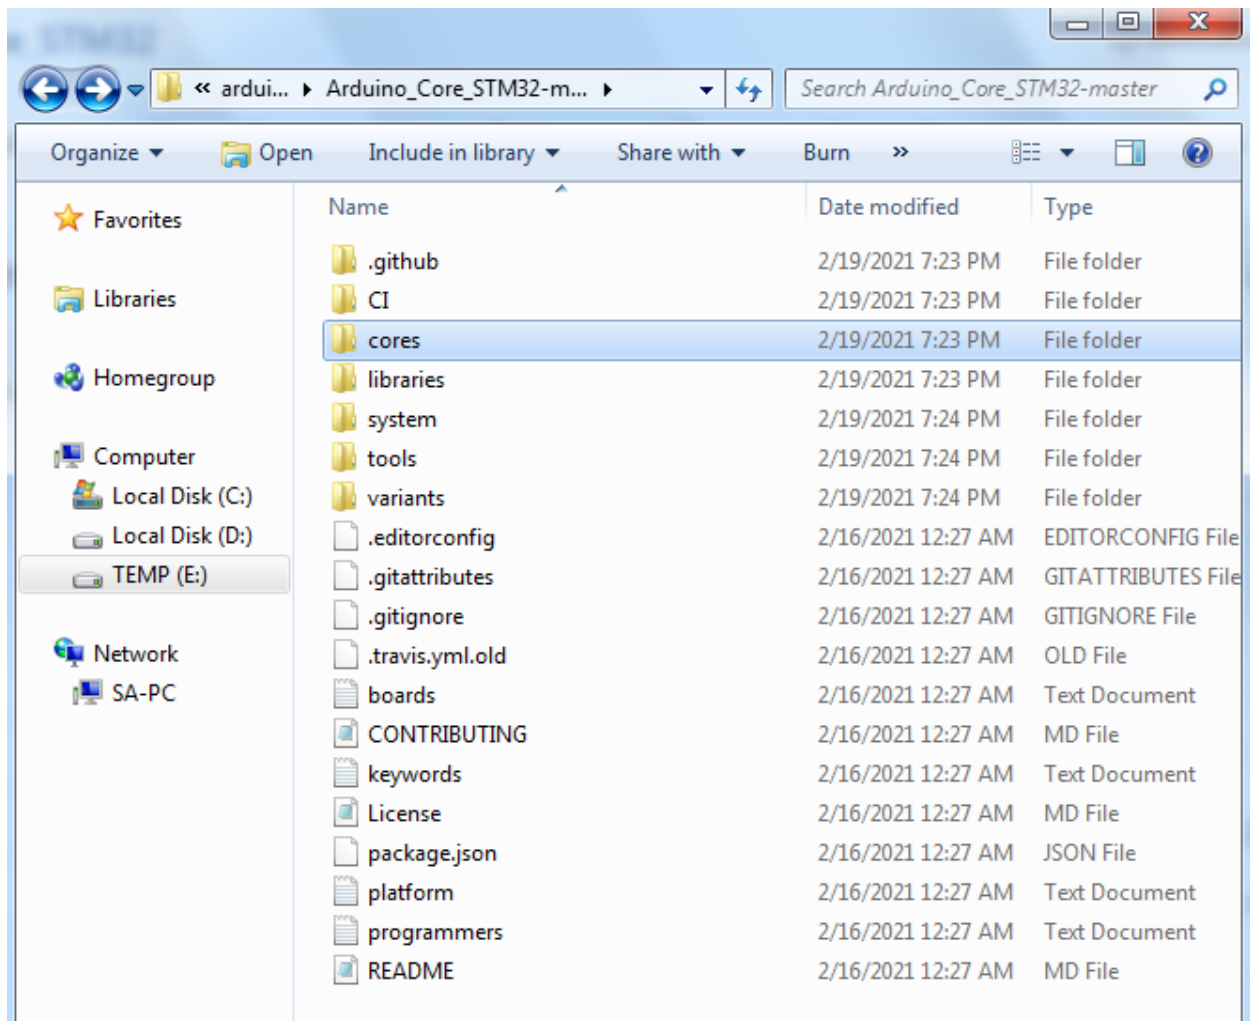 STM32
« ardui... Arduino_Core_STM32-m... Search Arduino_Core_STM32-master
Organize Open Include in library Share with Burn »
Favorites
Libraries
Homegroup
Computer
Local Disk (C:)
Local Disk (D:)
TEMP (E:)
Network
SA-PC
Name Date modified Type
.github 2/19/2021 7:23 PM File folder
CI 2/19/2021 7:23 PM File folder
cores 2/19/2021 7:23 PM File folder
libraries 2/19/2021 7:23 PM File folder
system 2/19/2021 7:24 PM File folder
tools 2/19/2021 7:24 PM File folder
variants 2/19/2021 7:24 PM File folder
.editorconfig 2/16/2021 12:27 AM EDITORCONFIG File
.gitattributes 2/16/2021 12:27 AM GITATTRIBUTES File
.gitignore 2/16/2021 12:27 AM GITIGNORE File
.travis.yml.old 2/16/2021 12:27 AM OLD File
boards 2/16/2021 12:27 AM Text Document
CONTRIBUTING 2/16/2021 12:27 AM MD File
keywords 2/16/2021 12:27 AM Text Document
License 2/16/2021 12:27 AM MD File
package.json 2/16/2021 12:27 AM JSON File
platform 2/16/2021 12:27 AM Text Document
programmers 2/16/2021 12:27 AM Text Document
README 2/16/2021 12:27 AM MD File